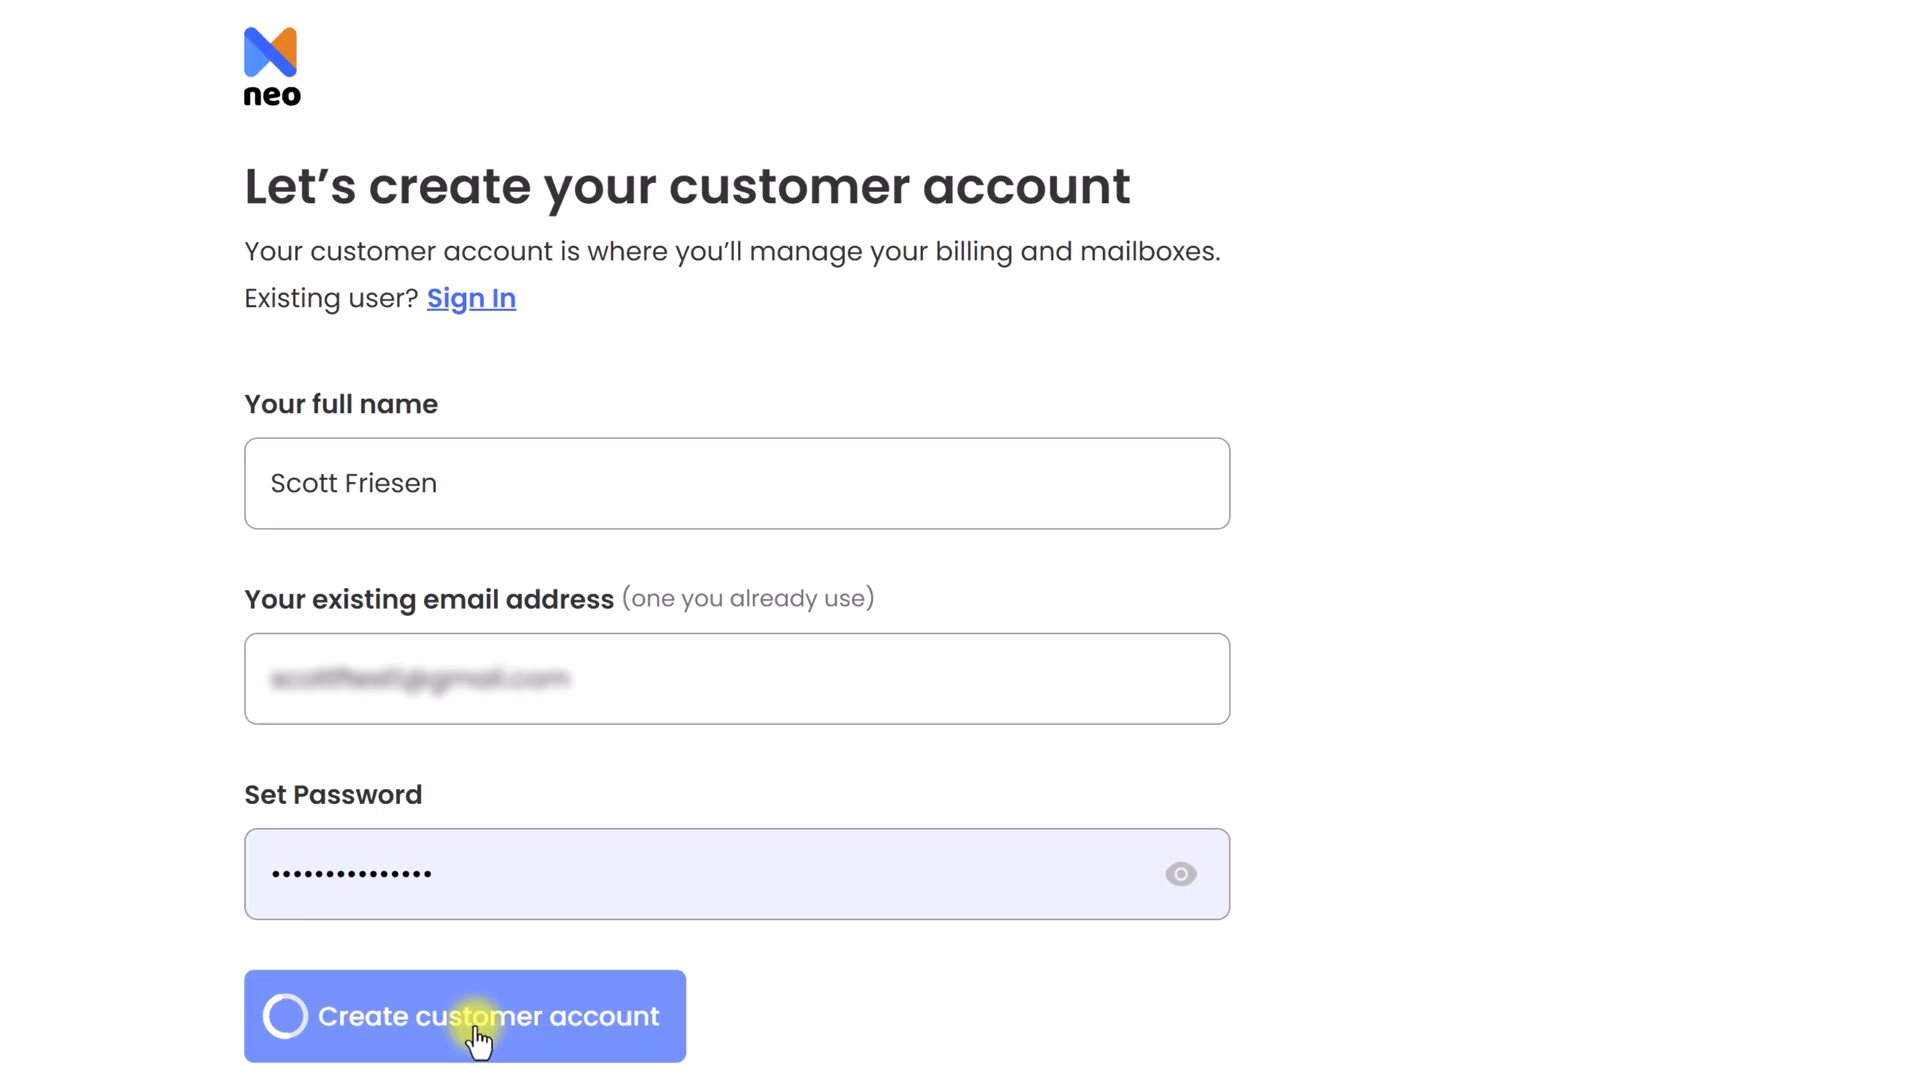 neo
Let’s create your customer account
Your customer account is where you’ll manage your billing and mailboxes.
Existing user? Sign In
Your full name
Scott Friesen
Your existing email address (one you already use)
Set Password
•••••••••••••••
Create customer account